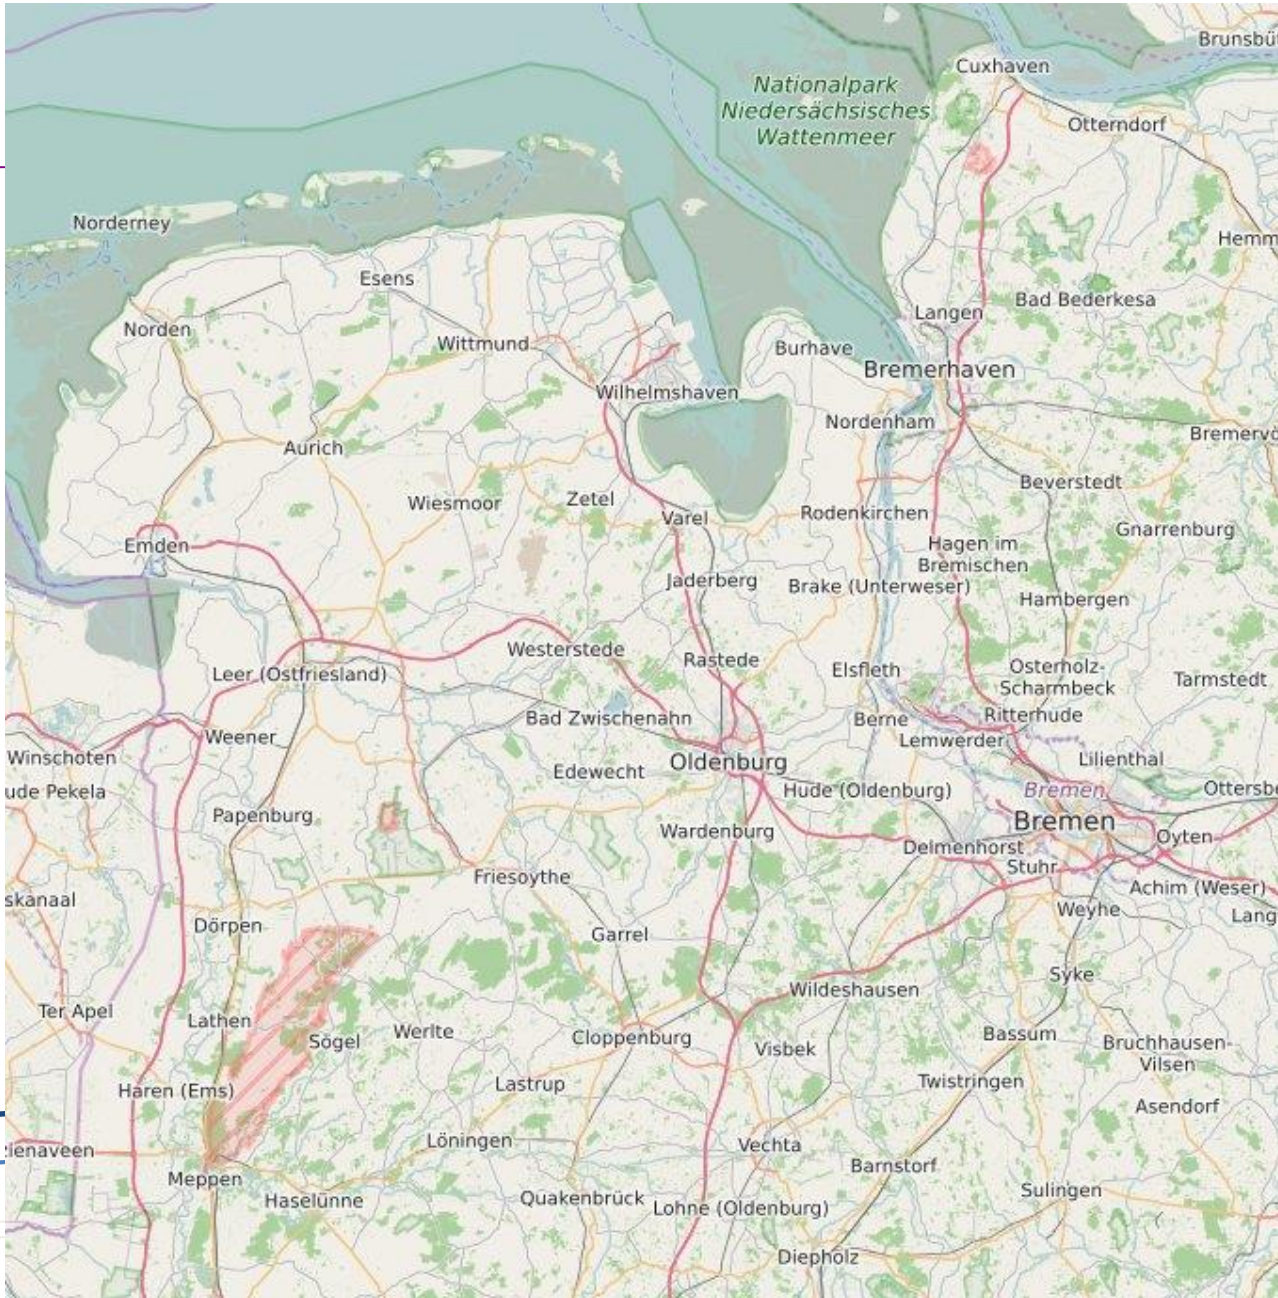 Brunsbüt
Cuxhaven
Nationalpark
Niedersächsisches
Wattenmeer
Otterndorf
Norderney
Hemm
Esens
Bad Bederkesa
Langen
Norden
Wittmund
Burhave
Bremerhaven
Wilhelmshaven
Nordenham
Bremervö
Aurich
Beverstedt
Wiesmoor
Zetel
Rodenkirchen
Varel
Gnarrenburg
Emden
Hagen im
Bremischen
Jaderberg
Brake (Unterweser)
Hambergen
Westerstede
Rastede
Elsfleth
Osterholz-
Scharmbeck
Leer (Ostfriesland)
Tarmstedt
Bad Zwischenahn
Berne
Ritterhude
Weener
Lemwerder
Winschoten
Oldenburg
Lilienthal
Edewecht
ude Pekela
Hude (Oldenburg)
Bremen
Ottersbe
Papenburg
Bremen
Wardenburg
Oyten
Delmenhorst
Stuhr
Friesoythe
Achim (Weser)
skanaal
Weyhe
Lang
Dörpen
Garrel
Syke
Wildeshausen
Ter Apel
Lathen
Sögel
Werlte
Cloppenburg
Visbek
Bassum
Bruchhausen-
Vilsen
Haren (Ems)
Lastrup
Twistringen
Asendorf
Löningen
Vechta
zienaveen
Barnstorf
Meppen
Haselünne
Quakenbrück
Lohne (Oldenburg)
Sulingen
Diepholz